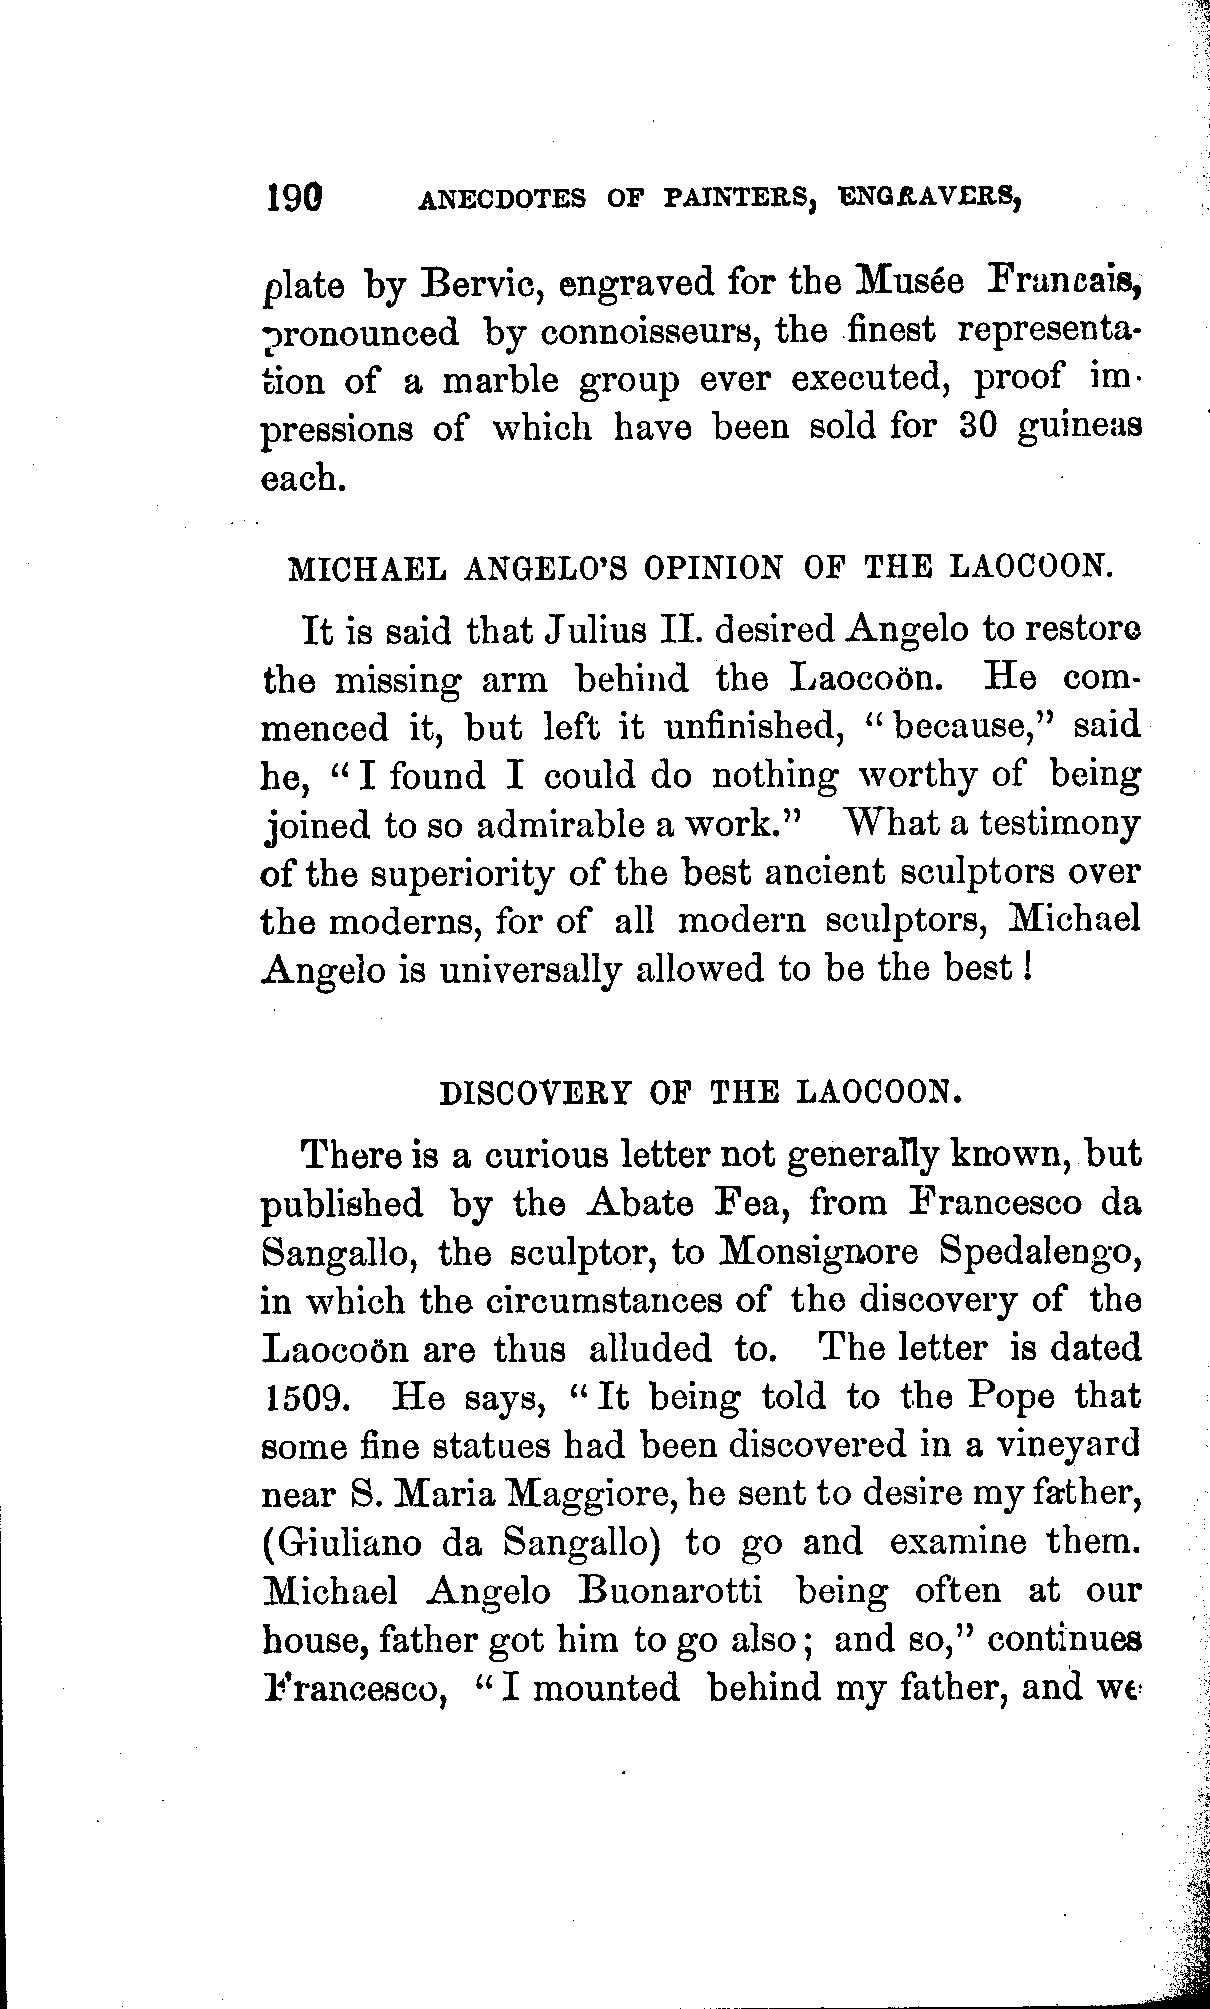 190 ANECDOTES OF PAINTERS, ENGRAVERS,
plate by Bervic, engraved for the Musée Francais,
pronounced by connoisseurs, the finest representa-
tion of a marble group ever executed, proof im-
pressions of which have been sold for 30 guineas
each.
MICHAEL ANGELO'S OPINION OF THE LAOCOON.
It is said that Julius II. desired Angelo to restore
the missing arm behind the Laocoön. He com-
menced it, but left it unfinished, "because," said
he, "I found I could do nothing worthy of being
joined to so admirable a work." What a testimony
of the superiority of the best ancient sculptors over
the moderns, for of all modern sculptors, Michael
Angelo is universally allowed to be the best!
DISCOVERY OF THE LAOCOON.
There is a curious letter not generally known, but
published by the Abate Fea, from Francesco da
Sangallo, the sculptor, to Monsignore Spedalengo,
in which the circumstances of the discovery of the
Laocoön are thus alluded to. The letter is dated
1509. He says, "It being told to the Pope that
some fine statues had been discovered in a vineyard
near S. Maria Maggiore, he sent to desire my father,
(Giuliano da Sangallo) to go and examine them.
Michael Angelo Buonarotti being often at our
house, father got him to go also; and so," continues
Francesco, "I mounted behind my father, and we